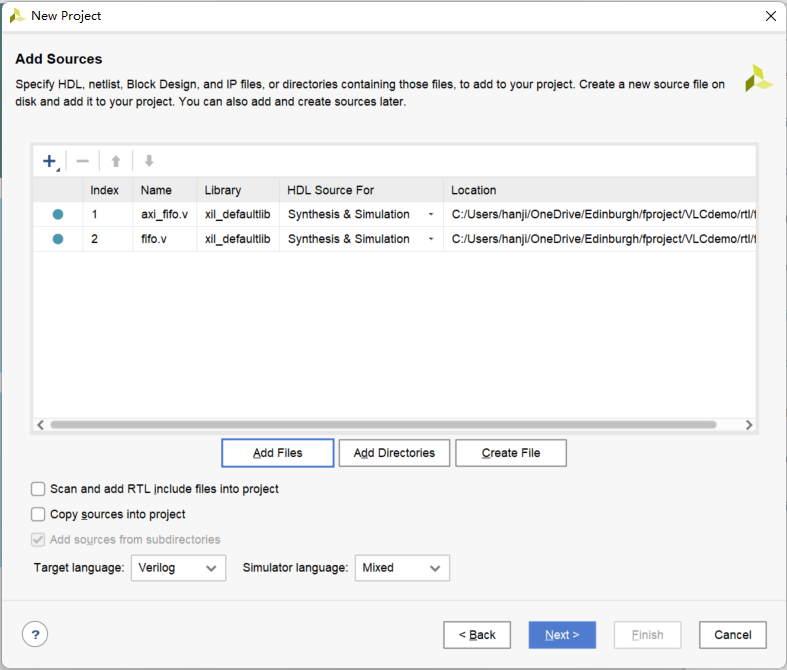 New Project
Add Sources
Specify HDL, netlist, Block Design, and IP files, or directories containing those files, to add to your project. Create a new source file on
disk and add it to your project. You can also add and create sources later.
Index Name Library HDL Source For Location
1 axi_fifo.v xil_defaultlib Synthesis & Simulation C:/Users/hanji/OneDrive/Edinburgh/fproject/VLCdemo/rtl/f
2 fifo.v xil_defaultlib Synthesis & Simulation C:/Users/hanji/OneDrive/Edinburgh/fproject/VLCdemo/rtl/f
Add Files Add Directories Create File
Scan and add RTL include files into project
Copy sources into project
Add sources from subdirectories
Target language: Verilog Simulator language: Mixed
? < Back Next > Finish Cancel